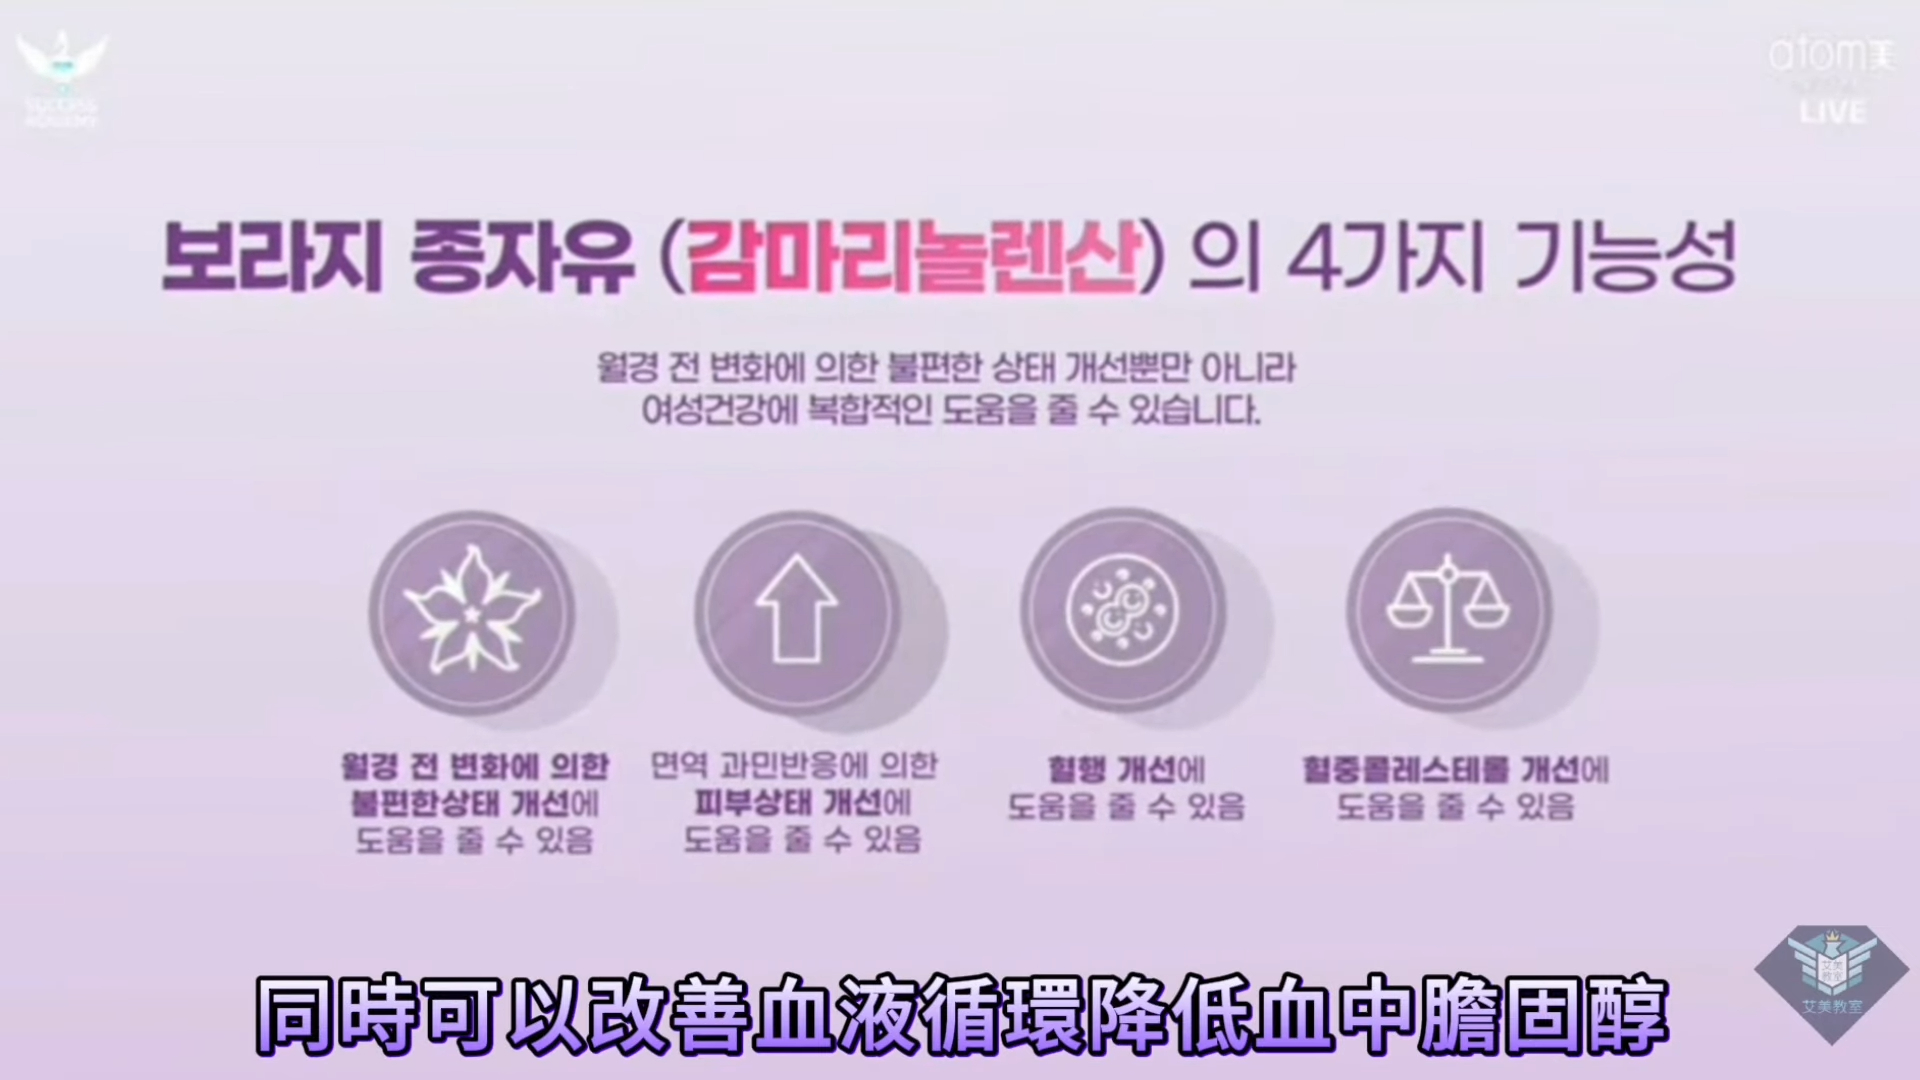 SUCCESS
ACADEMY
atom美
LIVE
보라지 종자유 (감마리놀렌산) 의 4가지 기능성
월경 전 변화에 의한 불편한 상태 개선뿐만 아니라
여성건강에 복합적인 도움을 줄 수 있습니다.
월경 전 변화에 의한
불편한상태 개선에
도움을 줄 수 있음
면역 과민반응에 의한
피부상태 개선에
도움을 줄 수 있음
혈행 개선에
도움을 줄 수 있음
혈중콜레스테롤 개선에
도움을 줄 수 있음
艾美
教室
艾美教室
同時可以改善血液循環降低血中膽固醇